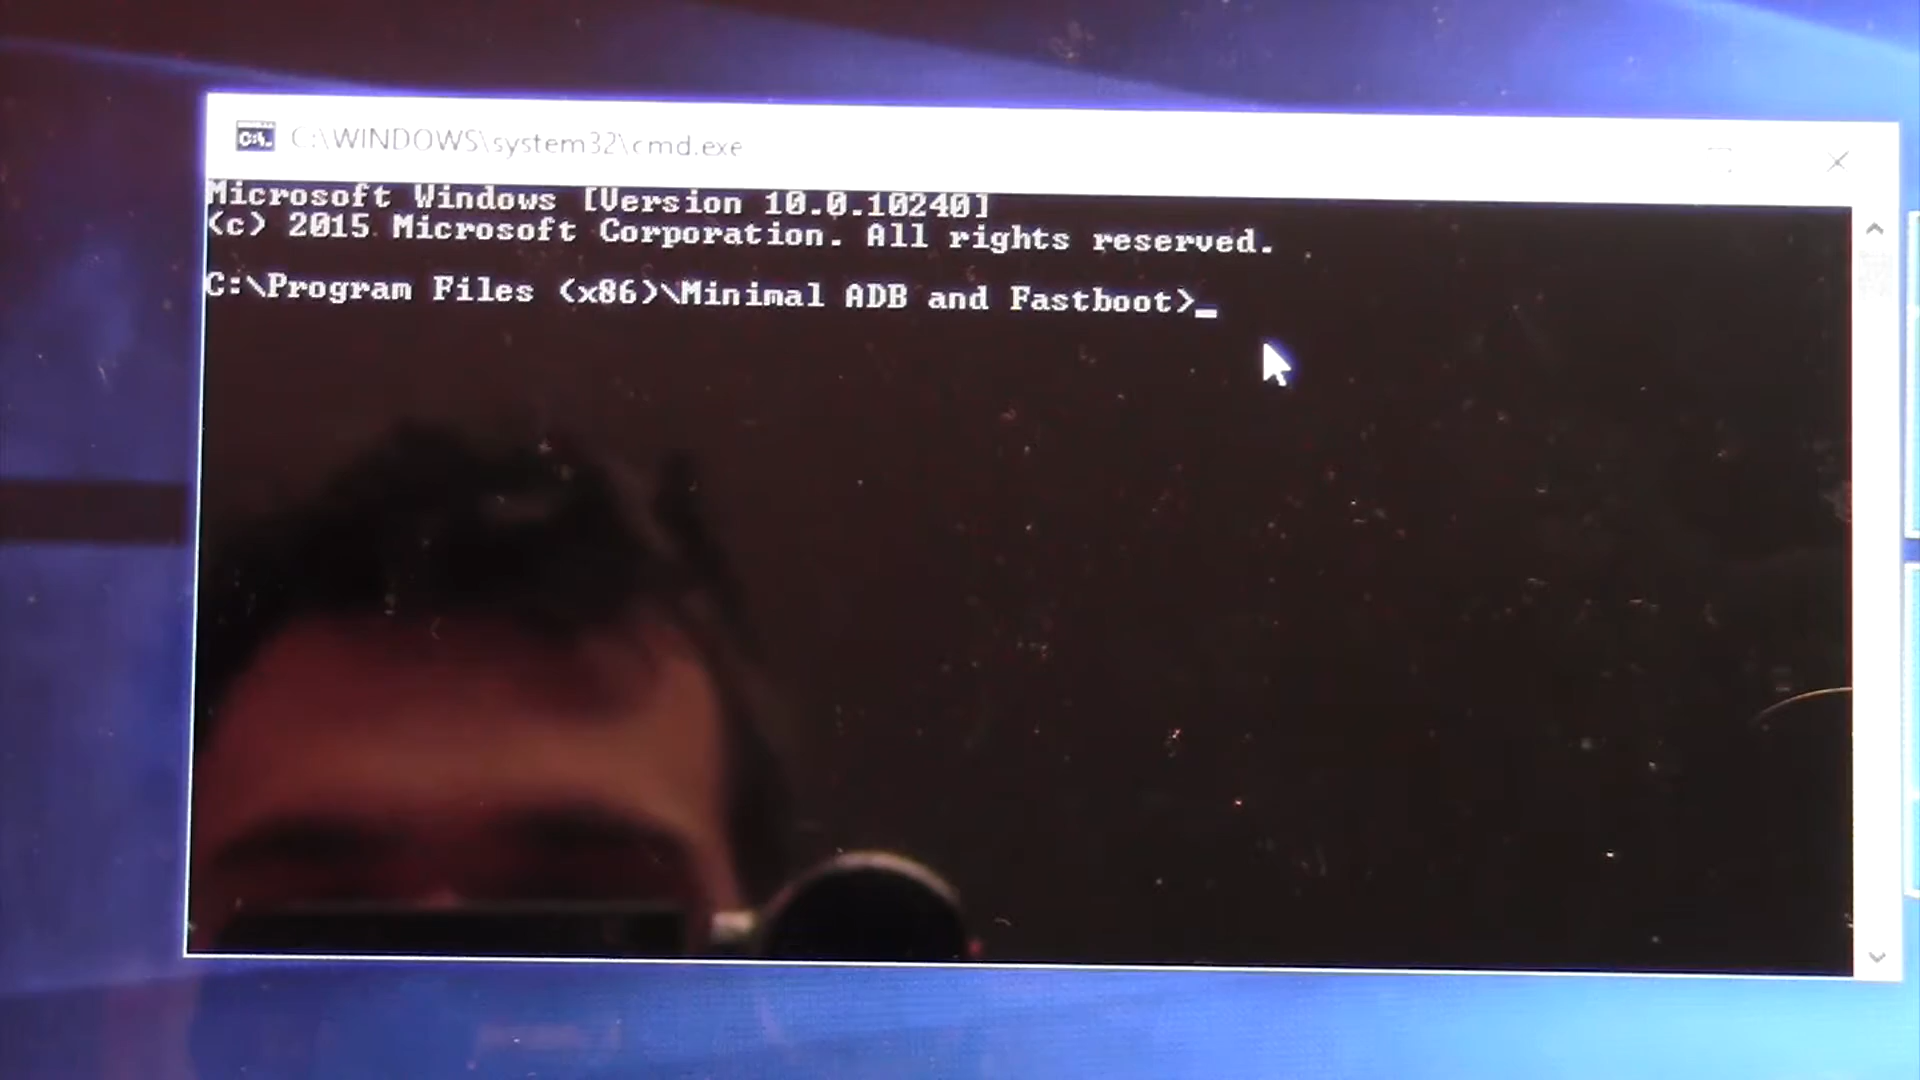 C:\WINDOWS\system32\cmd.exe
Microsoft Windows [Version 10.0.10240]
(c) 2015 Microsoft Corporation. All rights reserved.
C:\Program Files (x86)\Minimal ADB and Fastboot>_